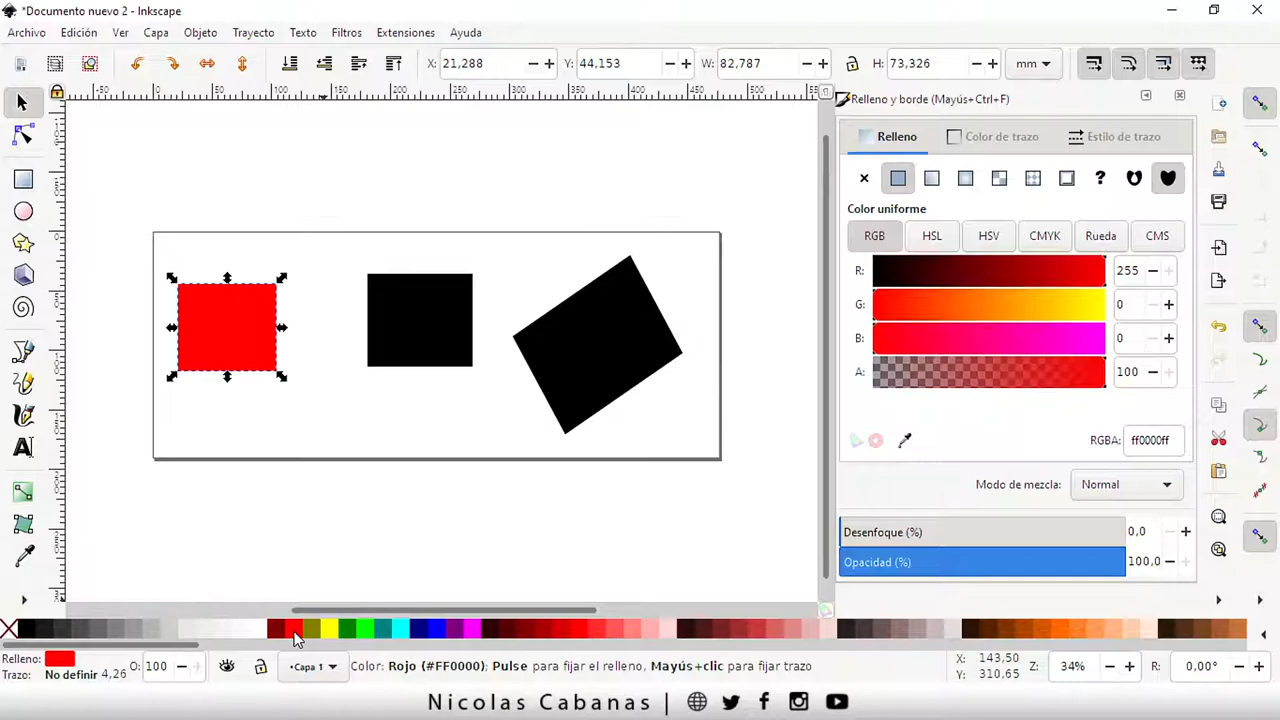 *Documento nuevo 2 - Inkscape
Archivo Edición Ver Capa Objeto Trayecto Texto Filtros Extensiones Ayuda
X: 21,288 Y: 44,153 W: 82,787 H: 73,326 mm
Relleno y borde (Mayús+Ctrl+F)
Relleno Color de trazo Estilo de trazo
Color uniforme
RGB HSL HSV CMYK Rueda CMS
R: 255
G: 0
B: 0
A: 100
RGBA: ff0000ff
Modo de mezcla: Normal
Desenfoque (%) 0,0
Opacidad (%) 100,0
Relleno:
Trazo: No definir 4,26
O: 100
•Capa 1
Color: Rojo (#FF0000); Pulse para fijar el relleno, Mayús+clic para fijar trazo
X: 143,50
Y: 310,65
Z: 34%
R: 0,00°
Nicolas Cabanas |